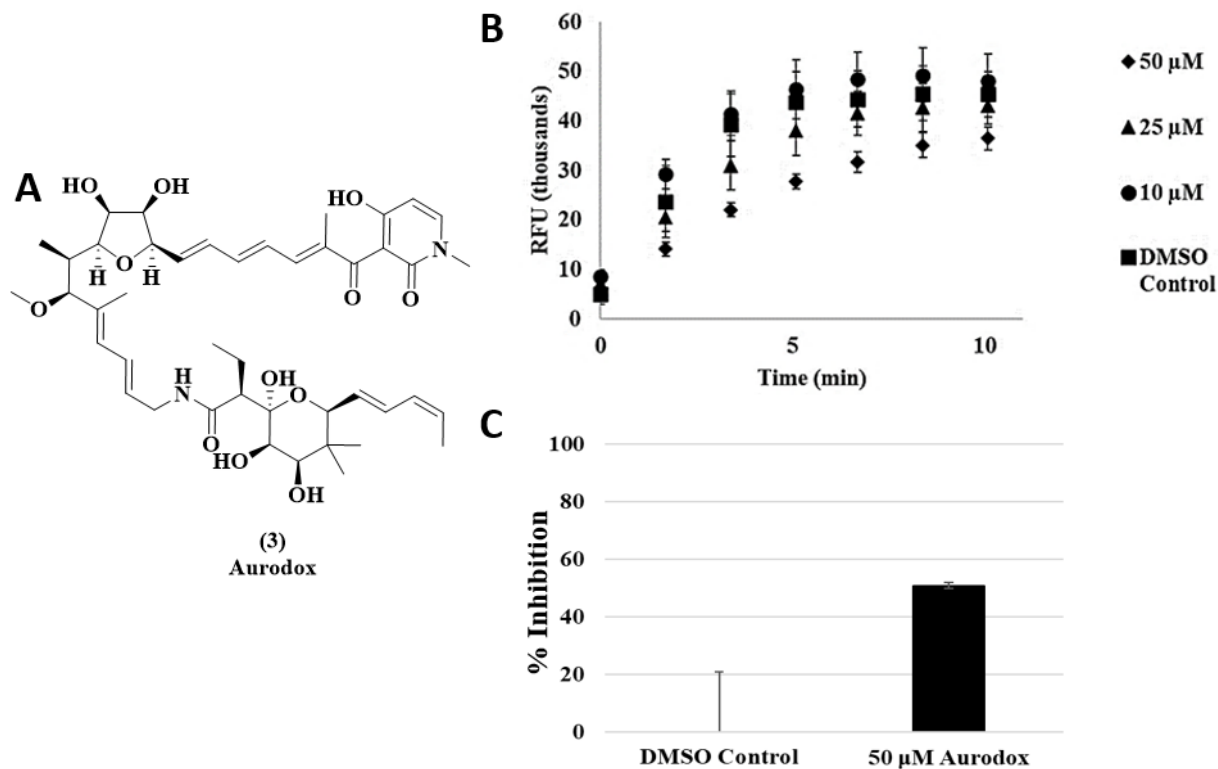 A
HO
OH
HO
H
O
H
O
O
N
O
H
N
O
OH
O
HO
OH
(3)
Aurodox
B
RFU (thousands)
60
50
40
30
20
10
0
0
5
10
Time (min)
50 µM
25 µM
10 µM
DMSO
Control
C
% Inhibition
100
80
60
40
20
0
DMSO Control
50 µM Aurodox